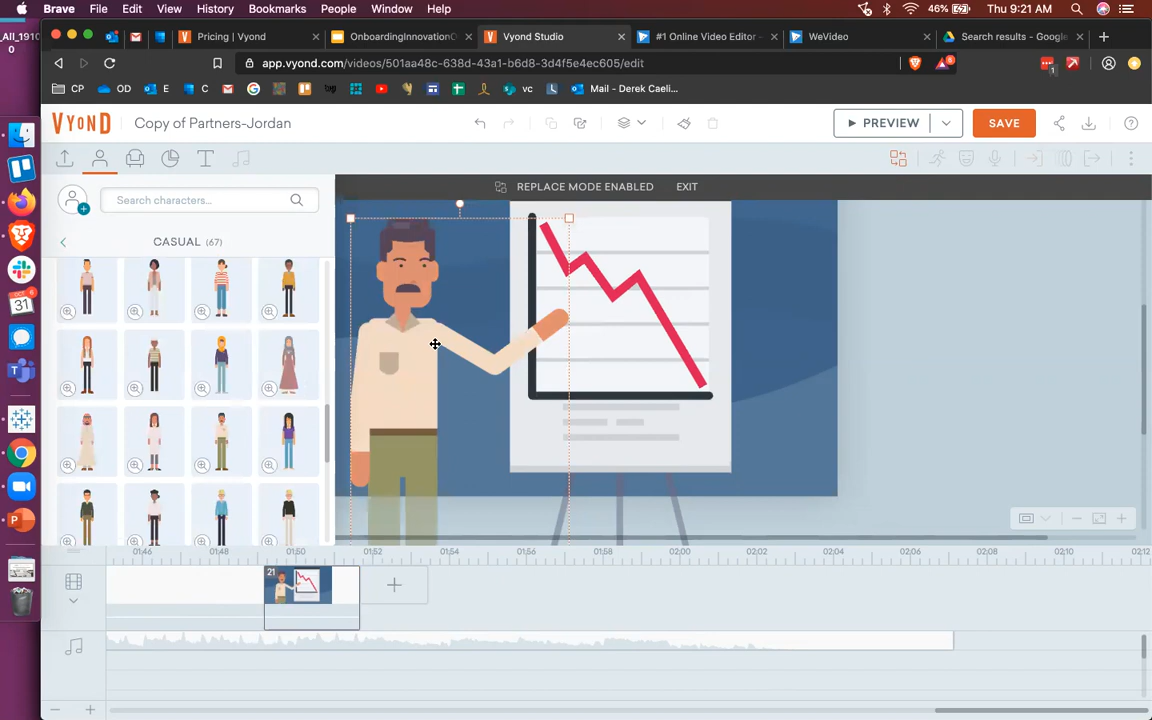 Brave File Edit View History Bookmarks People Window Help 46% Thu 9:21 AM
_All_1910
0
Pricing | Vyond
OnboardingInnovationO
Vyond Studio
#1 Online Video Editor -
WeVideo
Search results - Google
app.vyond.com/videos/501aa48c-638d-43a1-b6d8-3d4f5e4ec605/edit
CP OD E C vc Mail - Derek Caeli...
VYOND Copy of Partners-Jordan PREVIEW SAVE
REPLACE MODE ENABLED EXIT
Search characters...
CASUAL (67)
01:46 01:48 01:50 01:52 01:54 01:56 01:58 02:00 02:02 02:04 02:06 02:08 02:10 02:12
21